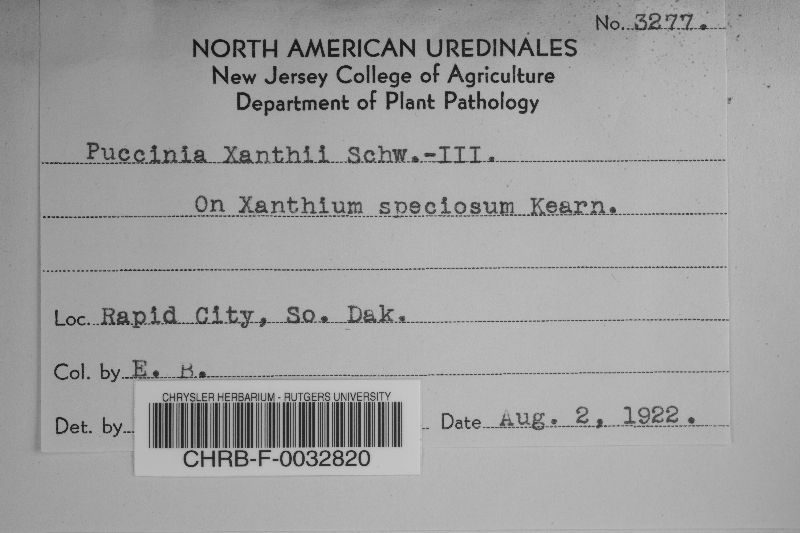 No. 3277.
NORTH AMERICAN UREDINALES
New Jersey College of Agriculture
Department of Plant Pathology
Puccinia Xanthii Schw.-III.
On Xanthium speciosum Kearn.
Loc. Rapid City, So. Dak.
Col. by E. B.
CHRYSLER HERBARIUM - RUTGERS UNIVERSITY
Det. by
Date Aug. 2, 1922.
CHRB-F-0032820